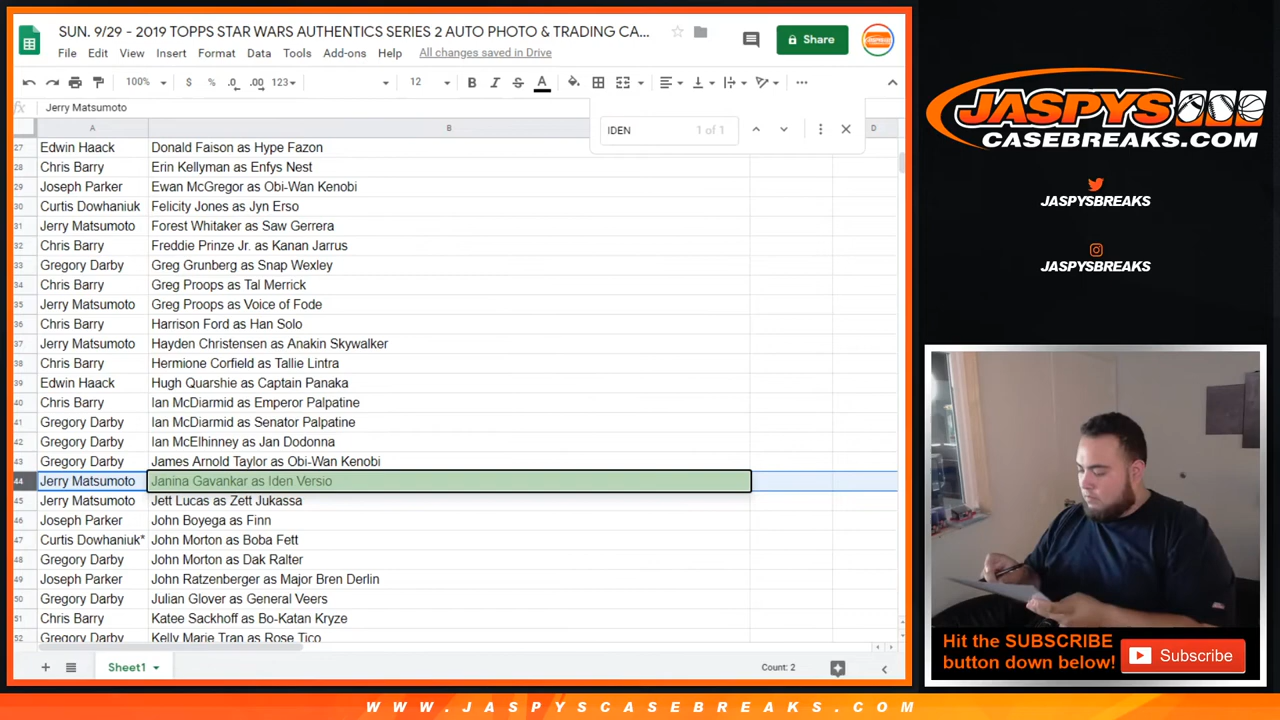 SUN. 9/29 - 2019 TOPPS STAR WARS AUTHENTICS SERIES 2 AUTO PHOTO & TRADING CA...
File Edit View Insert Format Data Tools Add-ons Help All changes saved in Drive
Share
100% $ % .0 .00 123 12 B I S A
fx Jerry Matsumoto
IDEN 1 of 1
A B D
27 Edwin Haack Donald Faison as Hype Fazon
28 Chris Barry Erin Kellyman as Enfys Nest
29 Joseph Parker Ewan McGregor as Obi-Wan Kenobi
30 Curtis Dowhaniuk Felicity Jones as Jyn Erso
31 Jerry Matsumoto Forest Whitaker as Saw Gerrera
32 Chris Barry Freddie Prinze Jr. as Kanan Jarrus
33 Gregory Darby Greg Grunberg as Snap Wexley
34 Chris Barry Greg Proops as Tal Merrick
35 Jerry Matsumoto Greg Proops as Voice of Fode
36 Chris Barry Harrison Ford as Han Solo
37 Jerry Matsumoto Hayden Christensen as Anakin Skywalker
38 Chris Barry Hermione Corfield as Tallie Lintra
39 Edwin Haack Hugh Quarshie as Captain Panaka
40 Chris Barry Ian McDiarmid as Emperor Palpatine
41 Gregory Darby Ian McDiarmid as Senator Palpatine
42 Gregory Darby Ian McElhinney as Jan Dodonna
43 Gregory Darby James Arnold Taylor as Obi-Wan Kenobi
44 Jerry Matsumoto Janina Gavankar as Iden Versio
45 Jerry Matsumoto Jett Lucas as Zett Jukassa
46 Joseph Parker John Boyega as Finn
47 Curtis Dowhaniuk* John Morton as Boba Fett
48 Gregory Darby John Morton as Dak Ralter
49 Joseph Parker John Ratzenberger as Major Bren Derlin
50 Gregory Darby Julian Glover as General Veers
51 Chris Barry Katee Sackhoff as Bo-Katan Kryze
52 Gregory Darby Kelly Marie Tran as Rose Tico
Sheet1
Count: 2
JASPYS
CASEBREAKS.COM
JASPYSBREAKS
JASPYSBREAKS
Hit the SUBSCRIBE
button down below!
Subscribe
WWW.JASPYSCASEBREAKS.COM